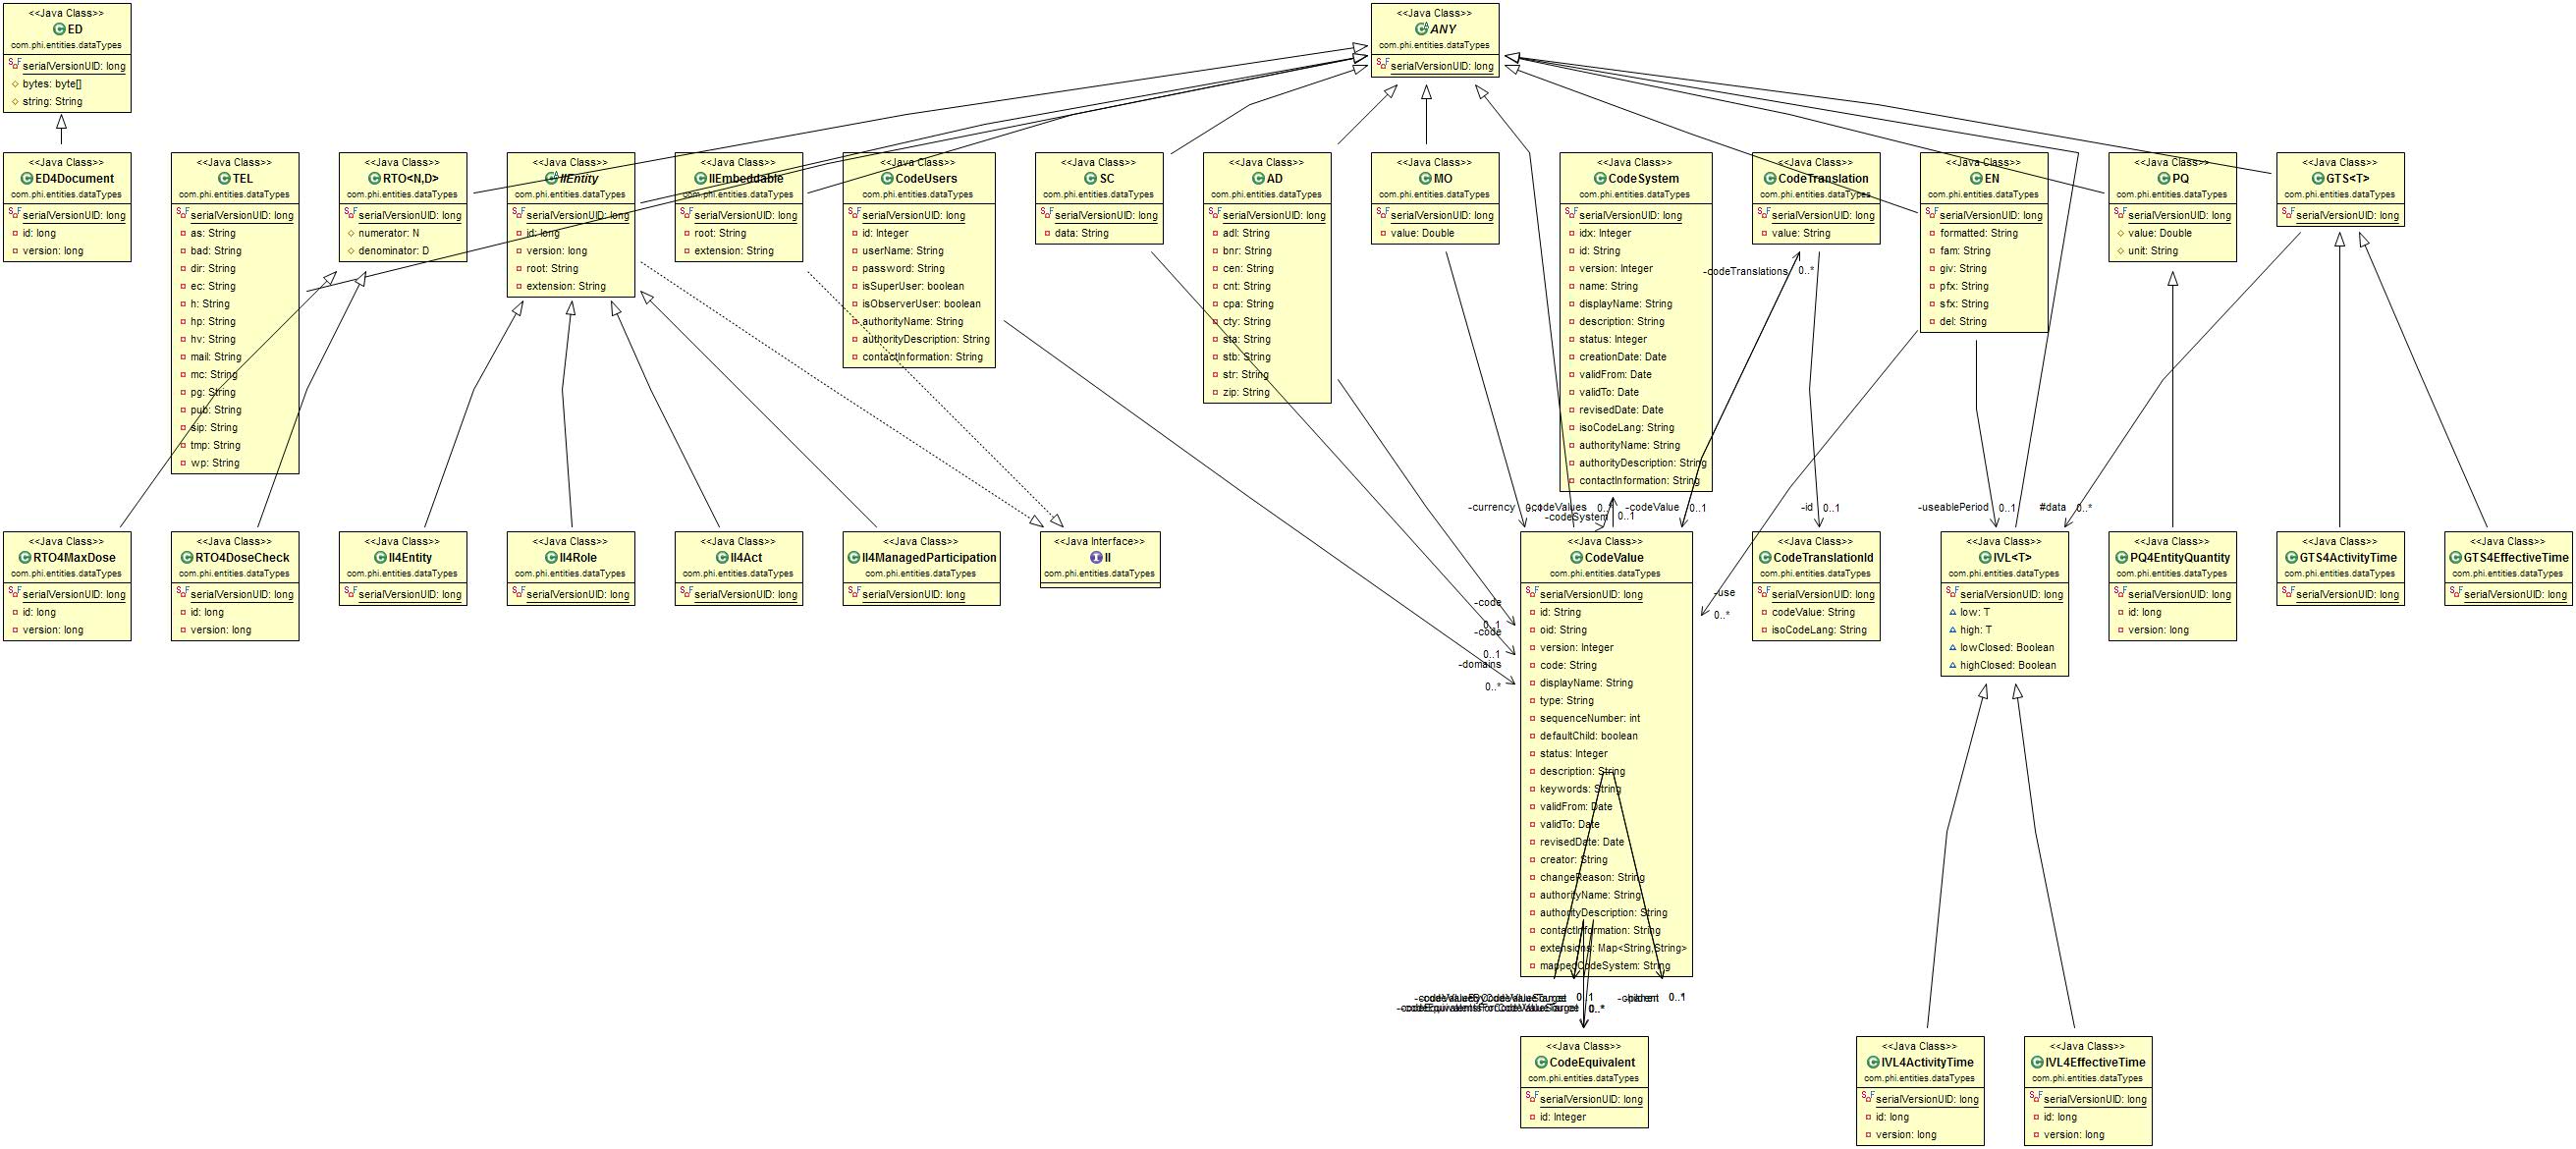 <<Java Class>>
ED
com.phi.entities.dataTypes
serialVersionUID: long
bytes: byte[]
string: String
<<Java Class>>
ANY
com.phi.entities.dataTypes
serialVersionUID: long
<<Java Class>>
ED4Document
com.phi.entities.dataTypes
serialVersionUID: long
id: long
version: long
<<Java Class>>
TEL
com.phi.entities.dataTypes
serialVersionUID: long
as: String
bad: String
dir: String
ec: String
h: String
hp: String
hv: String
mail: String
mc: String
pg: String
pub: String
sip: String
tmp: String
wp: String
<<Java Class>>
RTO<N,D>
com.phi.entities.dataTypes
serialVersionUID: long
numerator: N
denominator: D
<<Java Class>>
IIEntity
com.phi.entities.dataTypes
serialVersionUID: long
id: long
version: long
root: String
extension: String
<<Java Class>>
IIEmbeddable
com.phi.entities.dataTypes
serialVersionUID: long
root: String
extension: String
<<Java Class>>
CodeUsers
com.phi.entities.dataTypes
serialVersionUID: long
id: Integer
userName: String
password: String
isSuperUser: boolean
isObserverUser: boolean
authorityName: String
authorityDescription: String
contactInformation: String
<<Java Class>>
SC
com.phi.entities.dataTypes
serialVersionUID: long
data: String
<<Java Class>>
AD
com.phi.entities.dataTypes
serialVersionUID: long
adl: String
bnr: String
cen: String
cnt: String
cpa: String
cty: String
sta: String
stb: String
str: String
zip: String
<<Java Class>>
MO
com.phi.entities.dataTypes
serialVersionUID: long
value: Double
<<Java Class>>
CodeSystem
com.phi.entities.dataTypes
serialVersionUID: long
idx: Integer
id: String
version: Integer
name: String
displayName: String
description: String
status: Integer
creationDate: Date
validFrom: Date
validTo: Date
revisedDate: Date
isoCodeLang: String
authorityName: String
authorityDescription: String
contactInformation: String
<<Java Class>>
CodeTranslation
com.phi.entities.dataTypes
serialVersionUID: long
value: String
-codeTranslations 0..*
<<Java Class>>
EN
com.phi.entities.dataTypes
serialVersionUID: long
formatted: String
fam: String
giv: String
pfx: String
sfx: String
del: String
<<Java Class>>
PQ
com.phi.entities.dataTypes
serialVersionUID: long
value: Double
unit: String
<<Java Class>>
GTS<T>
com.phi.entities.dataTypes
serialVersionUID: long
-currency 0..1
-codeValues 0..*
-codeSystem 0..1
-codeValue 0..1
-id 0..1
-useablePeriod 0..1
#data 0..*
<<Java Class>>
RTO4MaxDose
com.phi.entities.dataTypes
serialVersionUID: long
id: long
version: long
<<Java Class>>
RTO4DoseCheck
com.phi.entities.dataTypes
serialVersionUID: long
id: long
version: long
<<Java Class>>
II4Entity
com.phi.entities.dataTypes
serialVersionUID: long
<<Java Class>>
II4Role
com.phi.entities.dataTypes
serialVersionUID: long
<<Java Class>>
II4Act
com.phi.entities.dataTypes
serialVersionUID: long
<<Java Class>>
II4ManagedParticipation
com.phi.entities.dataTypes
serialVersionUID: long
<<Java Interface>>
II
com.phi.entities.dataTypes
-code
0..1
-code
0..1
-domains
0..*
<<Java Class>>
CodeValue
com.phi.entities.dataTypes
serialVersionUID: long
id: String
oid: String
version: Integer
code: String
displayName: String
type: String
sequenceNumber: int
defaultChild: boolean
status: Integer
description: String
keywords: String
validFrom: Date
validTo: Date
revisedDate: Date
creator: String
changeReason: String
authorityName: String
authorityDescription: String
contactInformation: String
extensions: Map<String,String>
mappedCodeSystem: String
-use
0..*
<<Java Class>>
CodeTranslationId
com.phi.entities.dataTypes
serialVersionUID: long
codeValue: String
isoCodeLang: String
<<Java Class>>
IVL<T>
com.phi.entities.dataTypes
serialVersionUID: long
low: T
high: T
lowClosed: Boolean
highClosed: Boolean
<<Java Class>>
PQ4EntityQuantity
com.phi.entities.dataTypes
serialVersionUID: long
id: long
version: long
<<Java Class>>
GTS4ActivityTime
com.phi.entities.dataTypes
serialVersionUID: long
<<Java Class>>
GTS4EffectiveTime
com.phi.entities.dataTypes
serialVersionUID: long
0..1
0..*
<<Java Class>>
CodeEquivalent
com.phi.entities.dataTypes
serialVersionUID: long
id: Integer
<<Java Class>>
IVL4ActivityTime
com.phi.entities.dataTypes
serialVersionUID: long
id: long
version: long
<<Java Class>>
IVL4EffectiveTime
com.phi.entities.dataTypes
serialVersionUID: long
id: long
version: long